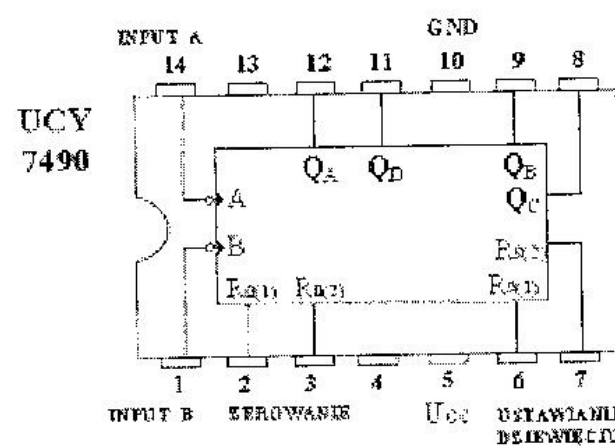 INPUT A
GND
14 13 12 11 10 9 8
UCY
7490
QA QD QB
QC
A
B
R9(2)
R0(1) R0(2) R9(1)
1 2 3 4 5 6 7
INPUT B ZEROWANIE Ucc USTAWIANIE